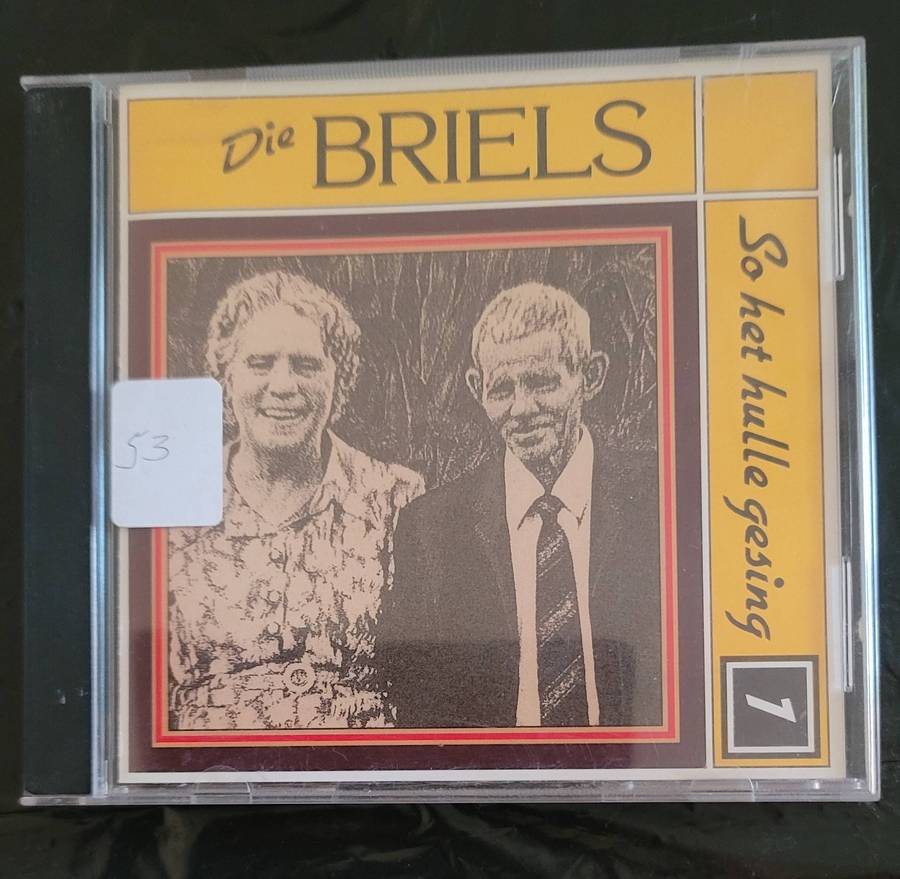 Die BRIELS
So het hulle gesing
1
53